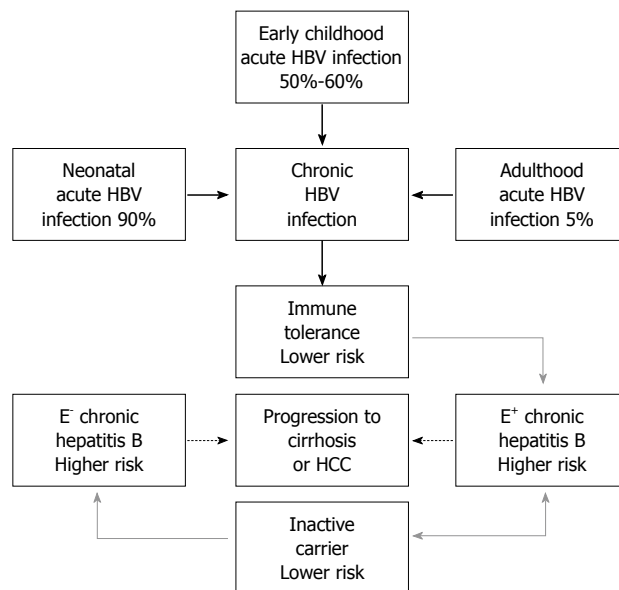 Early childhood
acute HBV infection
50%-60%
Neonatal
acute HBV
infection 90%
Chronic
HBV
infection
Adulthood
acute HBV
infection 5%
Immune
tolerance
Lower risk
E⁻ chronic
hepatitis B
Higher risk
Progression to
cirrhosis
or HCC
E⁺ chronic
hepatitis B
Higher risk
Inactive
carrier
Lower risk